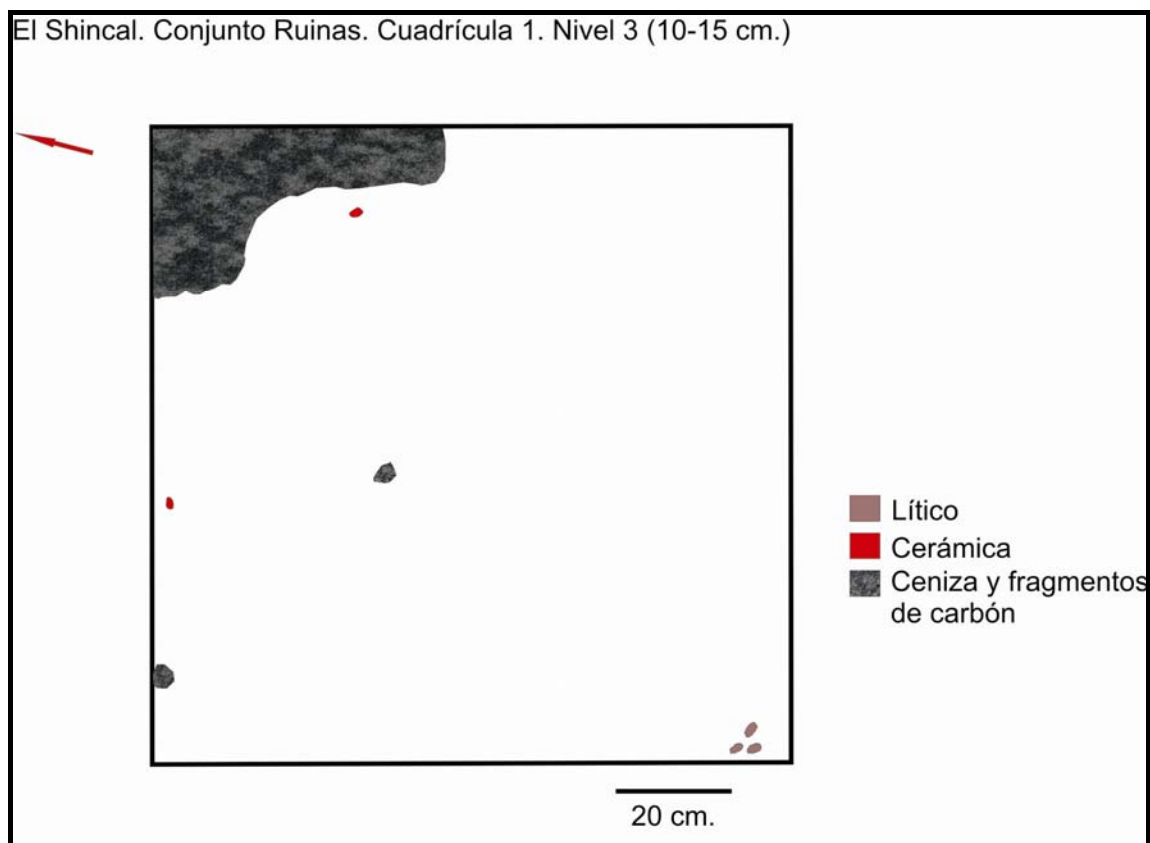 El Shincal. Conjunto Ruinas. Cuadrícula 1. Nivel 3 (10-15 cm.)
Lítico
Cerámica
Ceniza y fragmentos
de carbón
20 cm.